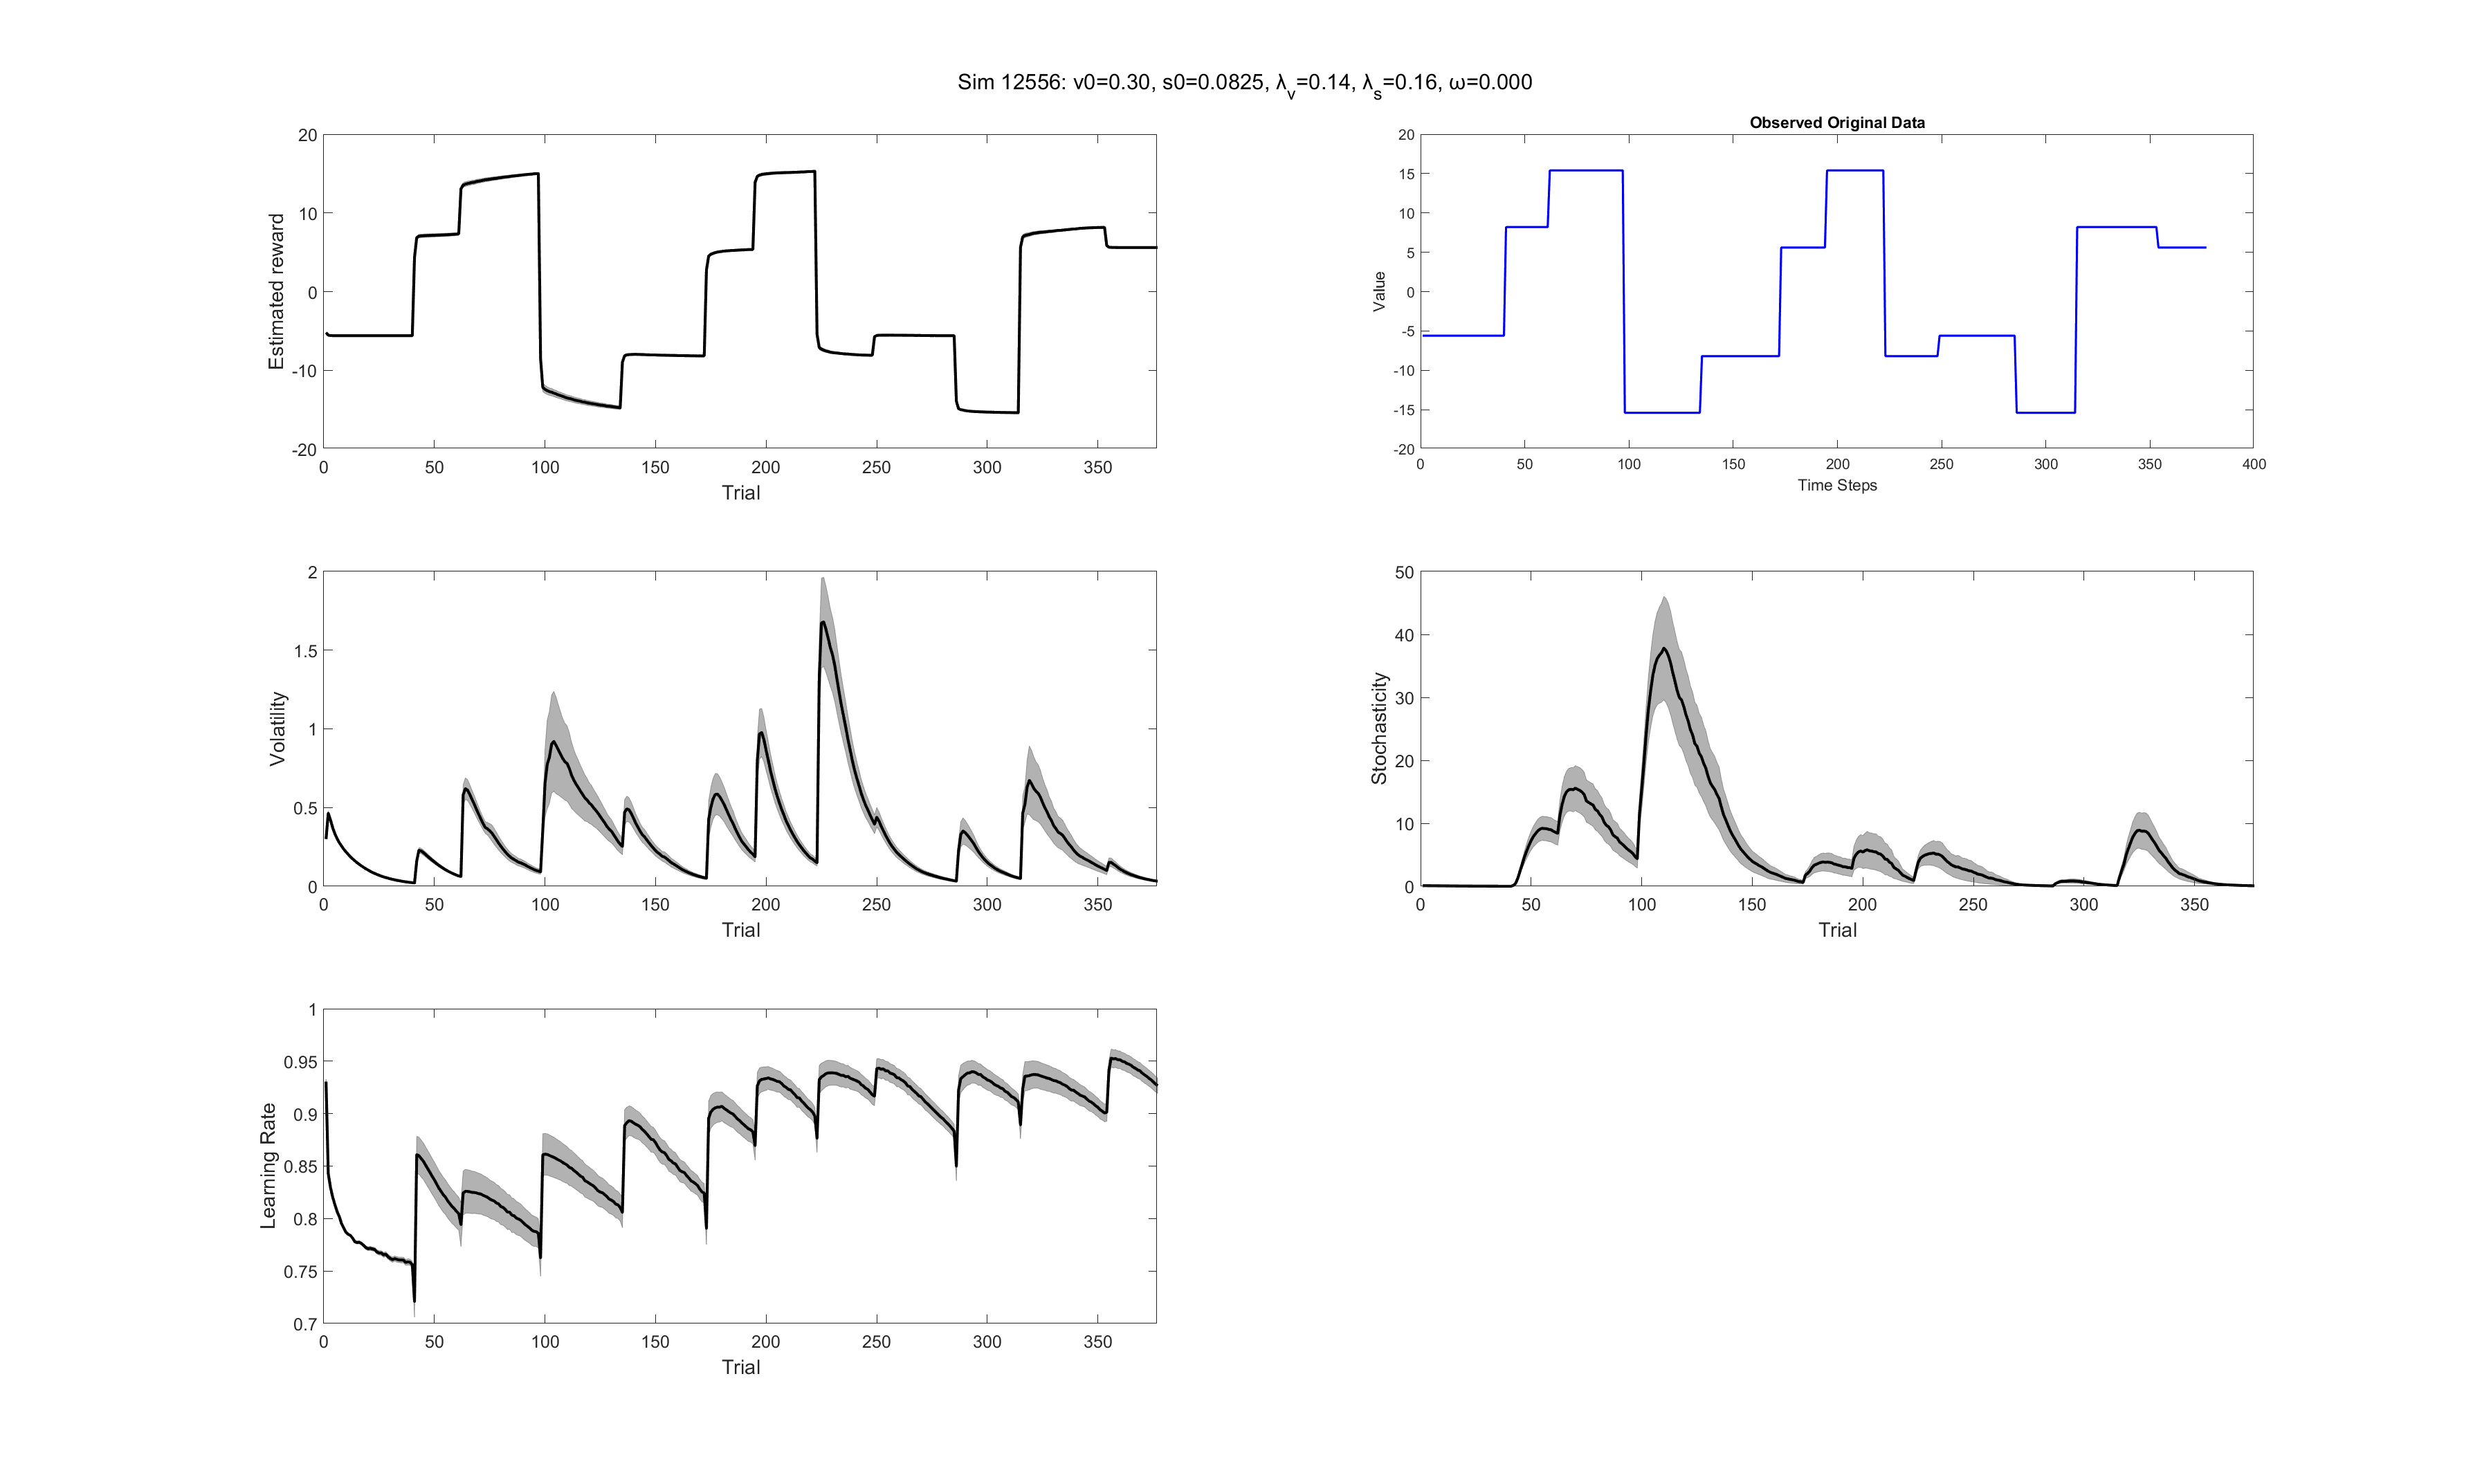 Sim 12556: v0=0.30, s0=0.0825, λv=0.14, λs=0.16, ω=0.000
20
10
0
-10
-20
Estimated reward
0 50 100 150 200 250 300 350
Trial
Observed Original Data
20
15
10
5
0
-5
-10
-15
-20
Value
0 50 100 150 200 250 300 350 400
Time Steps
2
1.5
1
0.5
0
Volatility
0 50 100 150 200 250 300 350
Trial
50
40
30
20
10
0
Stochasticity
0 50 100 150 200 250 300 350
Trial
1
0.95
0.9
0.85
0.8
0.75
0.7
Learning Rate
0 50 100 150 200 250 300 350
Trial